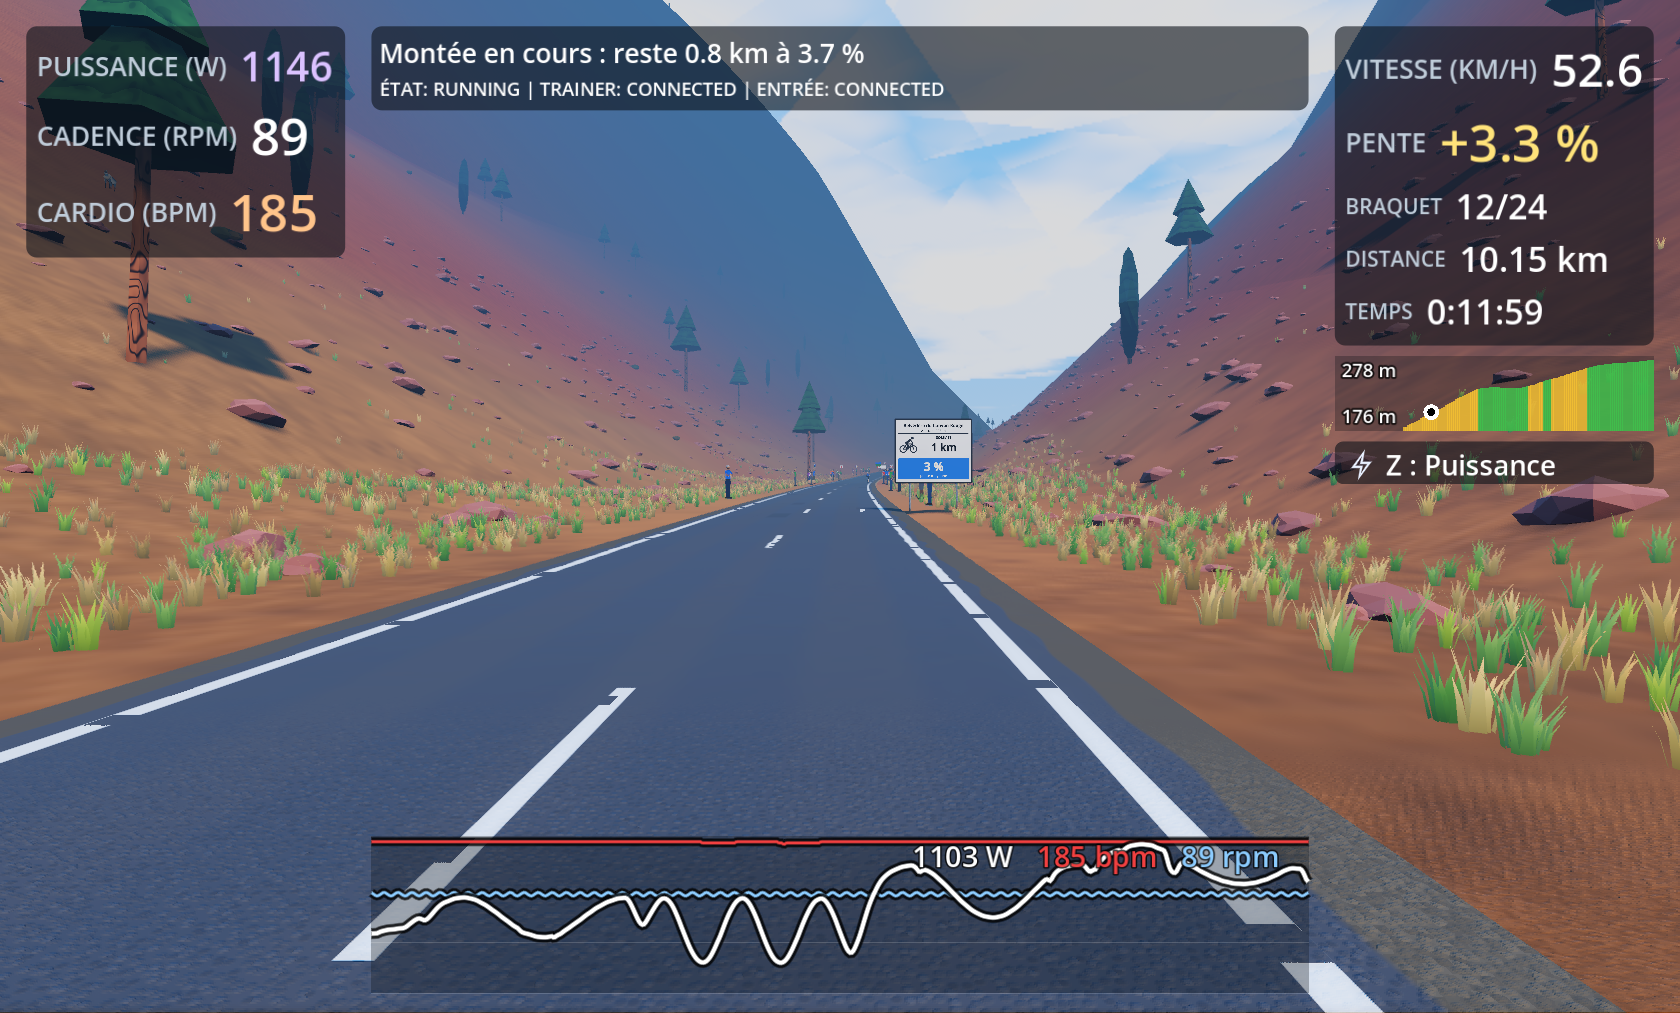 PUISSANCE (W) 1146
CADENCE (RPM) 89
CARDIO (BPM) 185
Montée en cours : reste 0.8 km à 3.7 %
ÉTAT: RUNNING | TRAINER: CONNECTED | ENTRÉE: CONNECTED
VITESSE (KM/H) 52.6
PENTE +3.3 %
BRAQUET 12/24
DISTANCE 10.15 km
TEMPS 0:11:59
278 m
176 m
Z : Puissance
1 km
3 %
1103 W 185 bpm 89 rpm